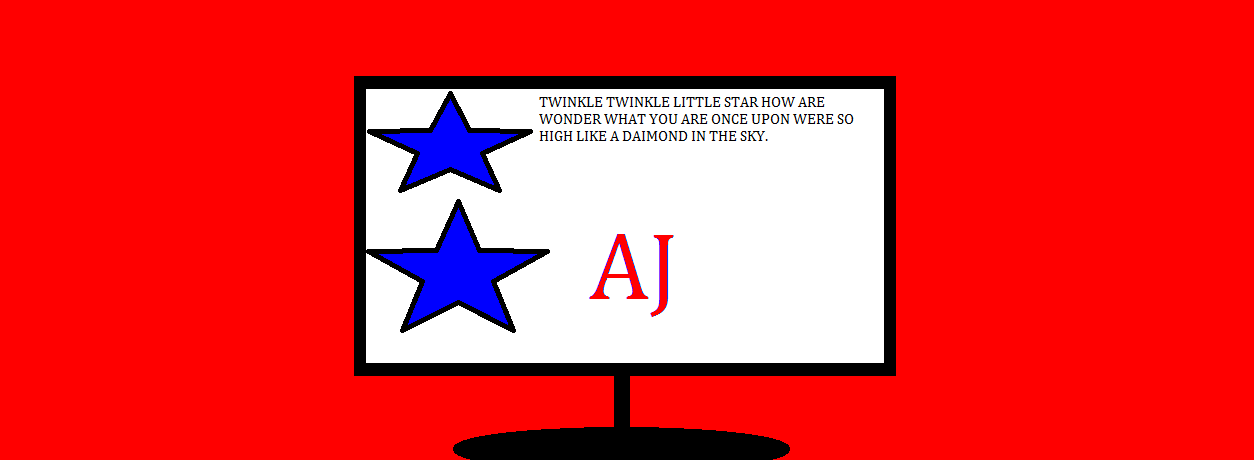 TWINKLE TWINKLE LITTLE STAR HOW ARE
WONDER WHAT YOU ARE ONCE UPON WERE SO
HIGH LIKE A DAIMOND IN THE SKY.
AJ